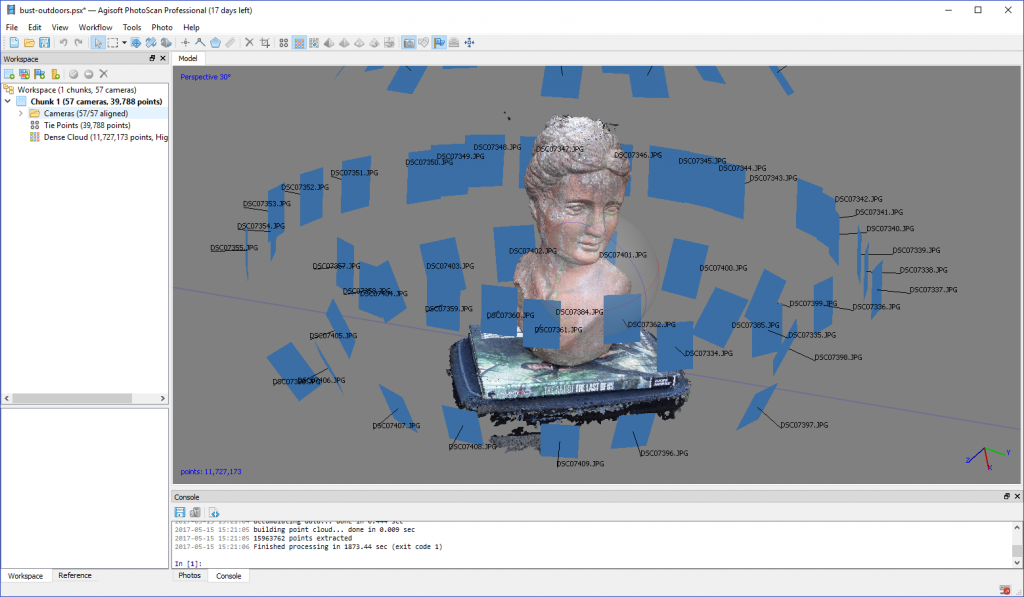 bust-outdoors.psx* — Agisoft PhotoScan Professional (17 days left)
File Edit View Workflow Tools Photo Help
Workspace
Workspace (1 chunks, 57 cameras)
Chunk 1 (57 cameras, 39,788 points)
Cameras (57/57 aligned)
Tie Points (39,788 points)
Dense Cloud (11,727,173 points, Hig
Model
Perspective 30°
DSC07348.JPG
DSC07347.JPG
DSC07349.JPG
DSC07346.JPG
DSC07350.JPG
DSC07345.JPG
DSC07344.JPG
DSC07351.JPG
DSC07343.JPG
DSC07352.JPG
DSC07342.JPG
DSC07353.JPG
DSC07341.JPG
DSC07354.JPG
DSC07340.JPG
DSC07355.JPG
DSC07402.JPG
DSC07401.JPG
DSC07339.JPG
DSC07357.JPG
DSC07403.JPG
DSC07400.JPG
DSC07338.JPG
DSC07337.JPG
DSC07399.JPG
DSC07336.JPG
DSC07359.JPG
DSC07384.JPG
DSC07360.JPG
DSC07362.JPG
DSC07385.JPG
DSC07361.JPG
DSC07405.JPG
DSC07335.JPG
DSC07334.JPG
DSC07398.JPG
DSC07406.JPG
THE LAST OF US
DSC07407.JPG
DSC07397.JPG
DSC07408.JPG
DSC07396.JPG
DSC07409.JPG
points: 11,727,173
Console
2017-05-15 15:21:05 building point cloud... done in 0.009 sec
2017-05-15 15:21:05 15963762 points extracted
2017-05-15 15:21:06 Finished processing in 1873.44 sec (exit code 1)
In [1]:
Workspace Reference
Photos Console